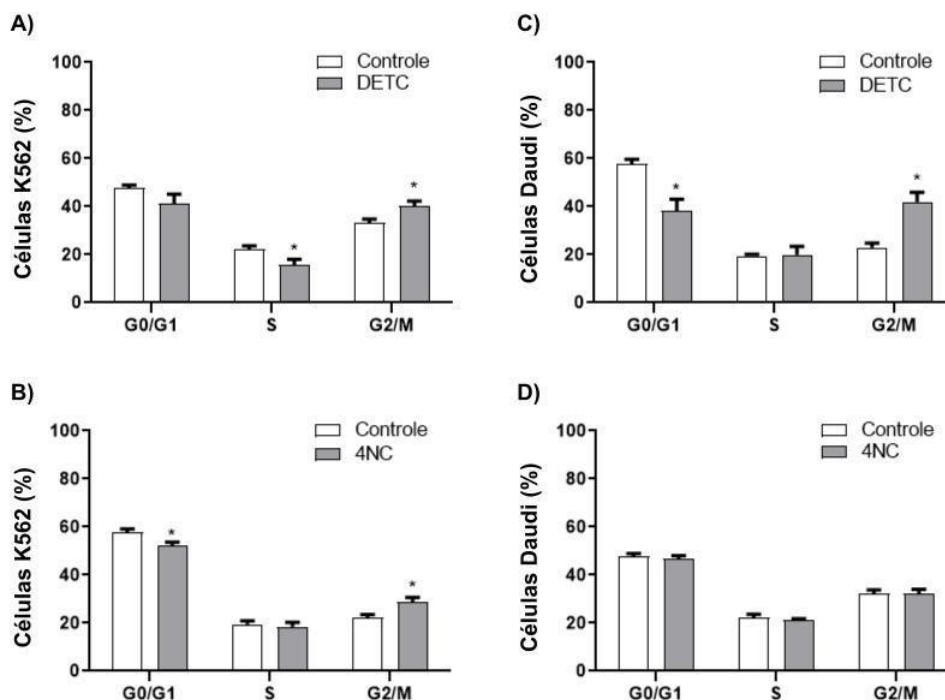 A)
Células K562 (%)
100
80
60
40
20
0
Controle
DETC
*
*
G0/G1 S G2/M
C)
Células Daudi (%)
100
80
60
40
20
0
Controle
DETC
*
*
G0/G1 S G2/M
B)
Células K562 (%)
100
80
60
40
20
0
Controle
4NC
*
*
G0/G1 S G2/M
D)
Células Daudi (%)
100
80
60
40
20
0
Controle
4NC
G0/G1 S G2/M